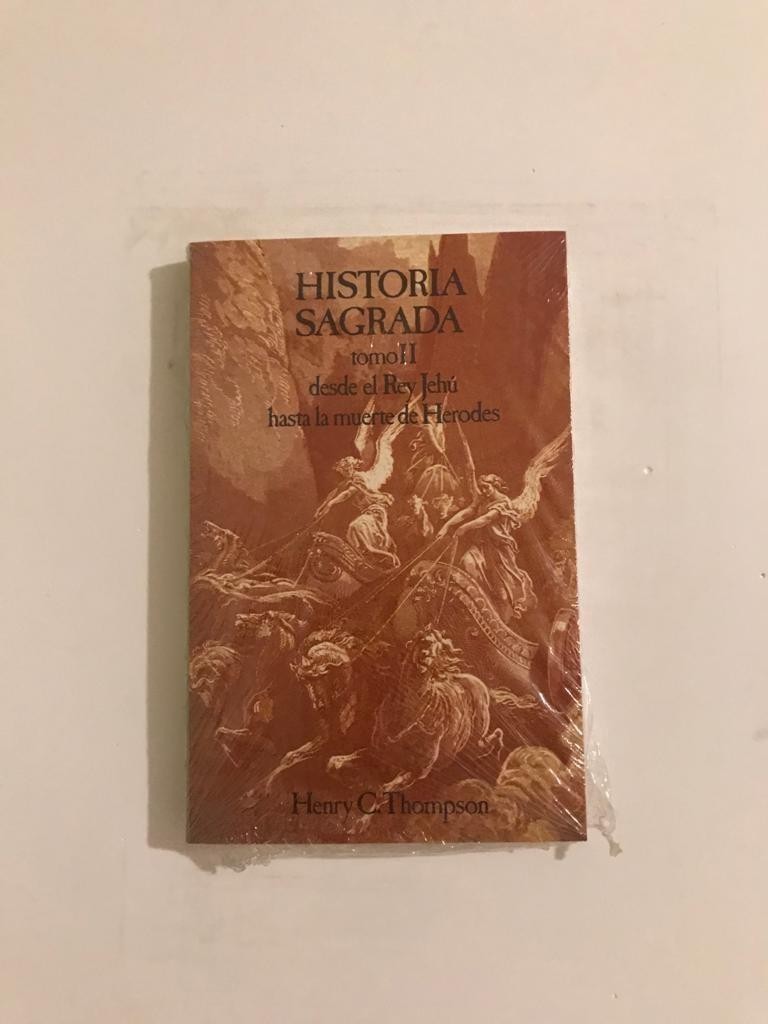 HISTORIA
SAGRADA
tomo II
desde el Rey Jehú
hasta la muerte de Herodes
Henry C. Thompson